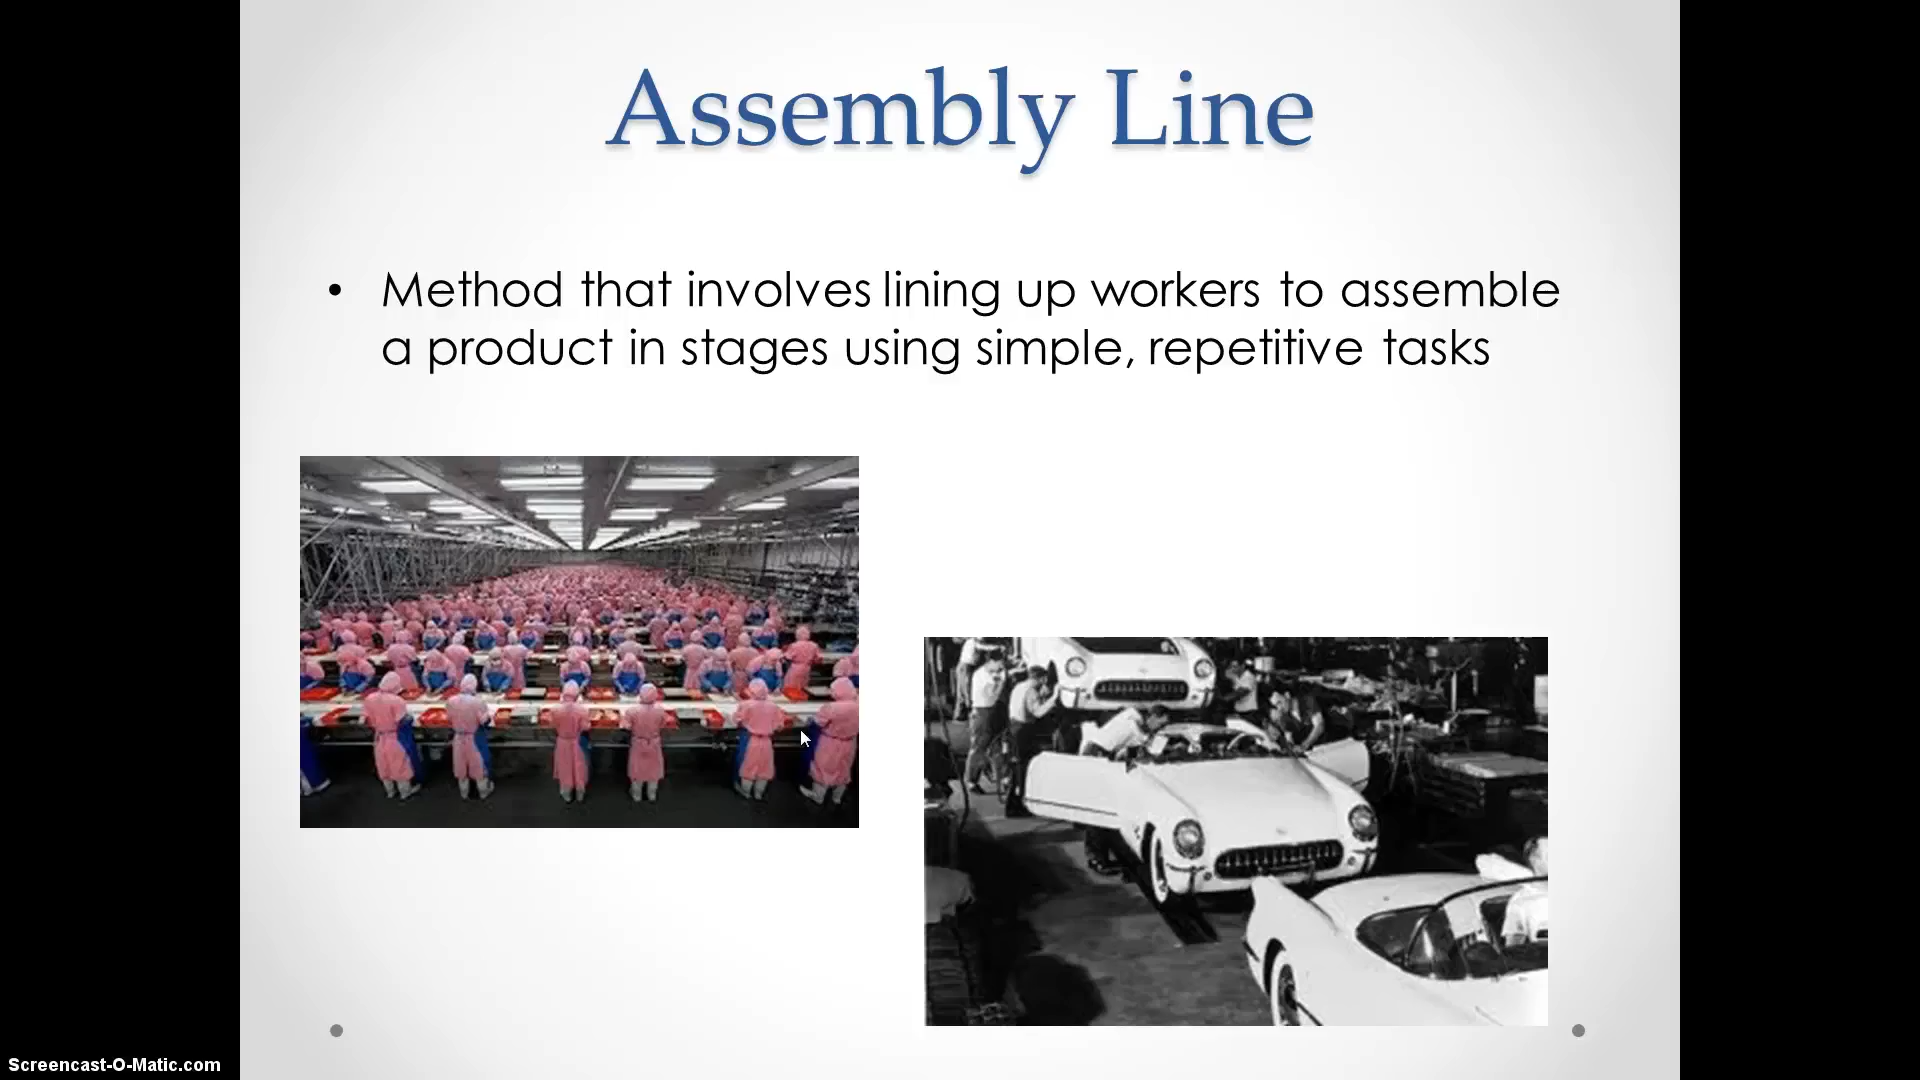 Assembly Line
• Method that involves lining up workers to assemble
a product in stages using simple, repetitive tasks
Screencast-O-Matic.com